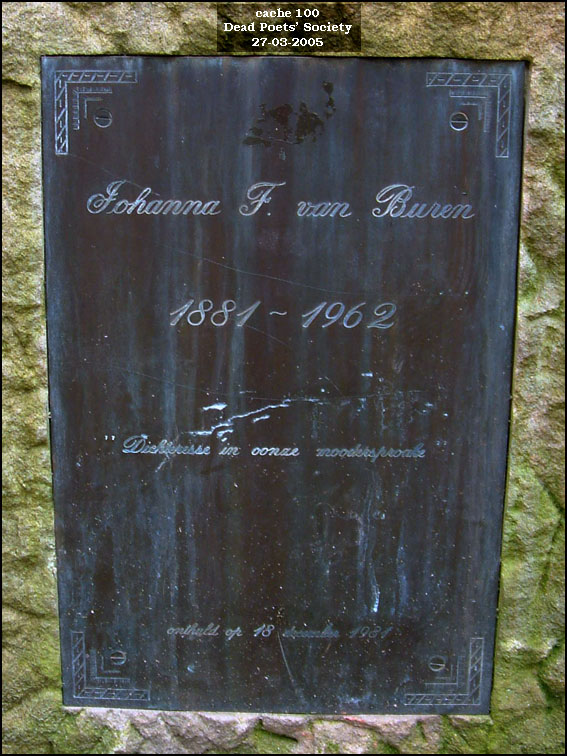 cache 100
Dead Poets' Society
27-03-2005
Johanna F. van Buren
1881 ~ 1962
" Dichteresse in oonze moodersproake
onthuld op 18 december 1981